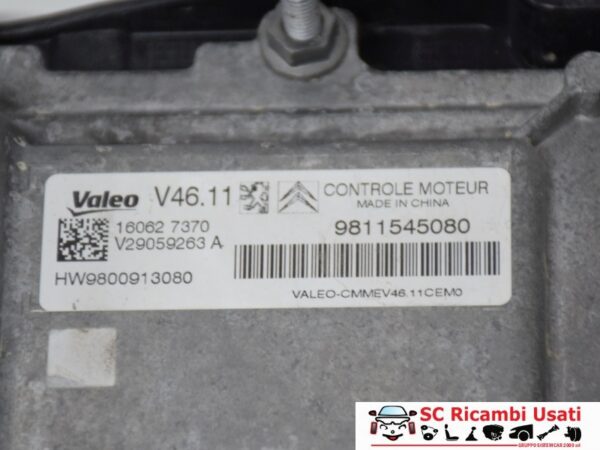 Valeo V46.11 CONTROLE MOTEUR
MADE IN CHINA
16062 7370 9811545080
V29059263 A
HW9800913080
VALEO-CMMEV46.11CEM0
SC Ricambi Usati